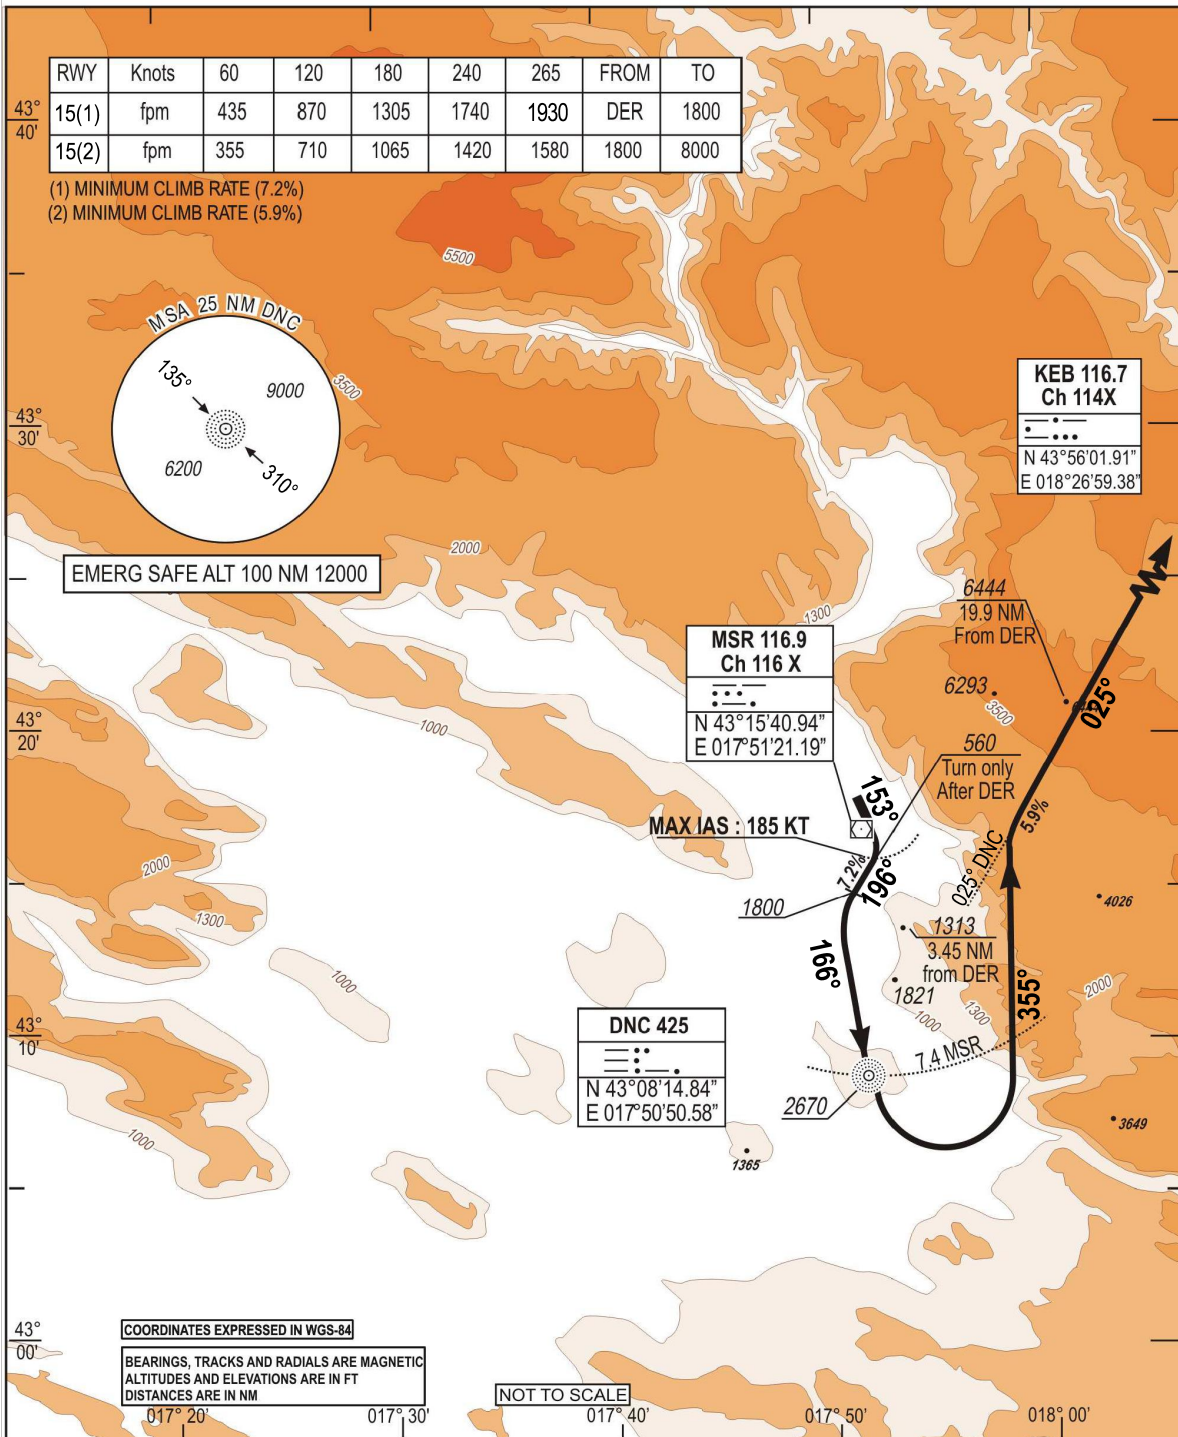 RWY Knots 60 120 180 240 265 FROM TO
15(1) fpm 435 870 1305 1740 1930 DER 1800
15(2) fpm 355 710 1065 1420 1580 1800 8000
(1) MINIMUM CLIMB RATE (7.2%)
(2) MINIMUM CLIMB RATE (5.9%)
43°
40'
5500
MSA 25 NM DNC
135°
9000
6200
310°
3500
43°
30'
EMERG SAFE ALT 100 NM 12000
2000
KEB 116.7
Ch 114X
N 43°56'01.91"
E 018°26'59.38"
1300
6444
19.9 NM
From DER
MSR 116.9
Ch 116 X
N 43°15'40.94"
E 017°51'21.19"
6293
3500
025°
43°
20'
1000
560
Turn only
After DER
153°
MAX IAS : 185 KT
5.9%
7.2%
196°
025° DNC
2000
1300
1800
4026
1313
3.45 NM
from DER
166°
1821
1000
1300
355°
2000
1000
43°
10'
DNC 425
N 43°08'14.84"
E 017°50'50.58"
7.4 MSR
2670
3649
1000
1365
43°
00'
COORDINATES EXPRESSED IN WGS-84
BEARINGS, TRACKS AND RADIALS ARE MAGNETIC
ALTITUDES AND ELEVATIONS ARE IN FT
DISTANCES ARE IN NM
NOT TO SCALE
017° 20' 017° 30' 017° 40' 017° 50' 018° 00'